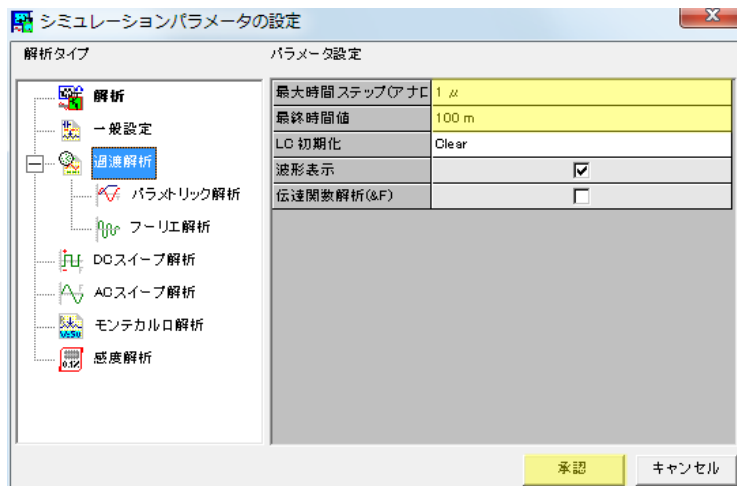 シミュレーションパラメータの設定
解析タイプ
パラメータ設定
解析
一般設定
過渡解析
パラメトリック解析
フーリエ解析
DCスイープ解析
ACスイープ解析
モンテカルロ解析
感度解析
最大時間ステップ(アナロ 1 μ
最終時間値 100 m
LC 初期化 Clear
波形表示
伝達関数解析(&F)
承認 キャンセル